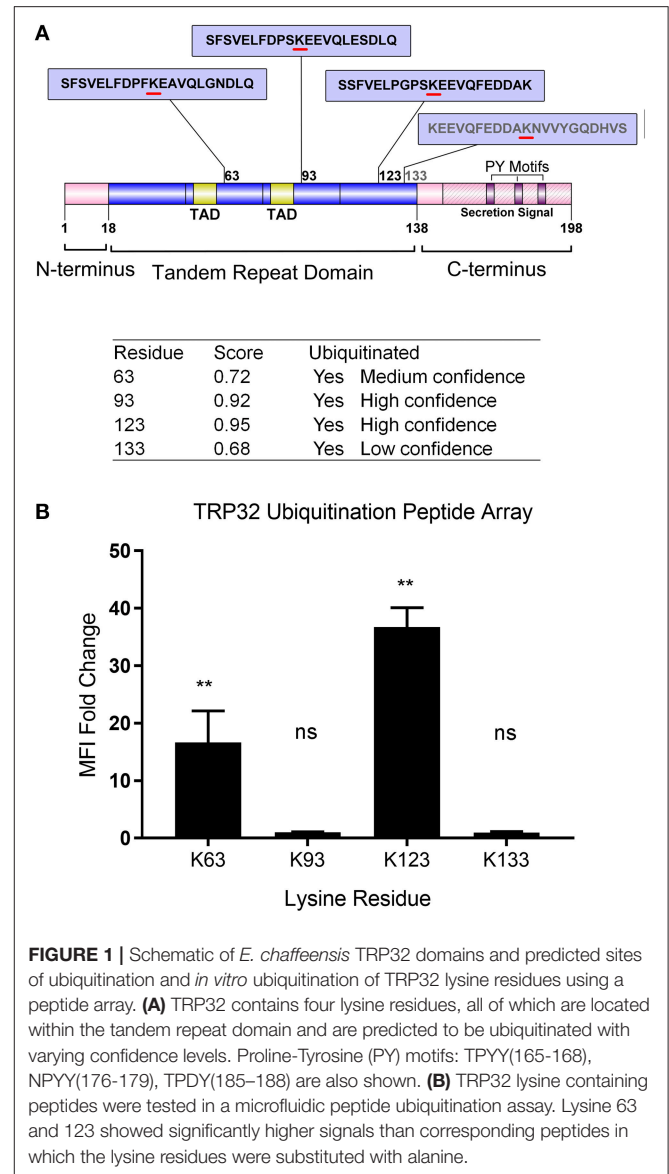 A
SFSVELFDPSKEEVQLESDLQ
SFSVELFDPFKEAVQLGNDLQ
SSFVELPGPSKEEVQFEDDAK
KEEVQFEDDAKNVVYGQDHVS
63 93 123 133 PY Motifs
TAD TAD Secretion Signal
1 18 138 198
N-terminus Tandem Repeat Domain C-terminus
Residue Score Ubiquitinated
63 0.72 Yes Medium confidence
93 0.92 Yes High confidence
123 0.95 Yes High confidence
133 0.68 Yes Low confidence
B TRP32 Ubiquitination Peptide Array
50
40
30
20
10
0
MFI Fold Change
** ns ** ns
K63 K93 K123 K133
Lysine Residue
FIGURE 1 | Schematic of E. chaffeensis TRP32 domains and predicted sites
of ubiquitination and in vitro ubiquitination of TRP32 lysine residues using a
peptide array. (A) TRP32 contains four lysine residues, all of which are located
within the tandem repeat domain and are predicted to be ubiquitinated with
varying confidence levels. Proline-Tyrosine (PY) motifs: TPYY(165-168),
NPYY(176-179), TPDY(185–188) are also shown. (B) TRP32 lysine containing
peptides were tested in a microfluidic peptide ubiquitination assay. Lysine 63
and 123 showed significantly higher signals than corresponding peptides in
which the lysine residues were substituted with alanine.